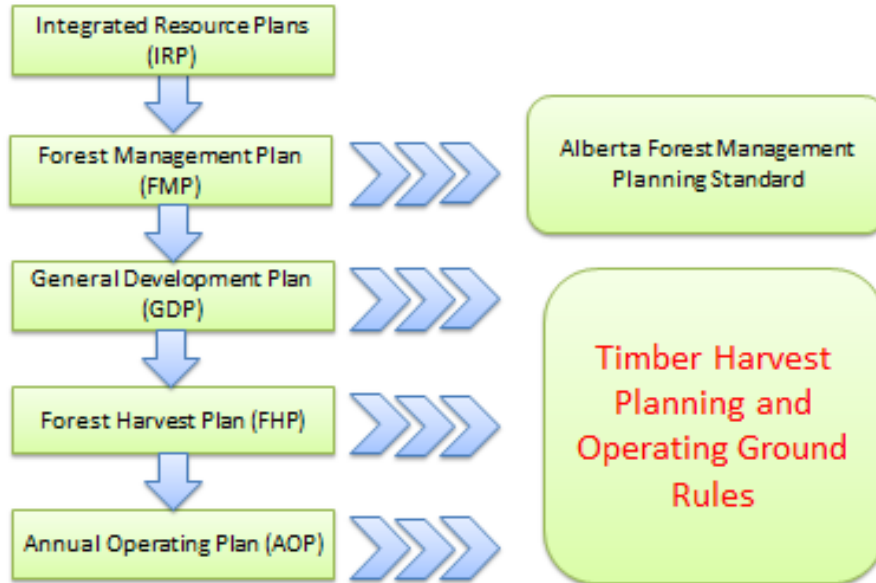 Integrated Resource Plans
(IRP)
Forest Management Plan
(FMP)
Alberta Forest Management
Planning Standard
General Development Plan
(GDP)
Timber Harvest
Planning and
Operating Ground
Rules
Forest Harvest Plan (FHP)
Annual Operating Plan (AOP)